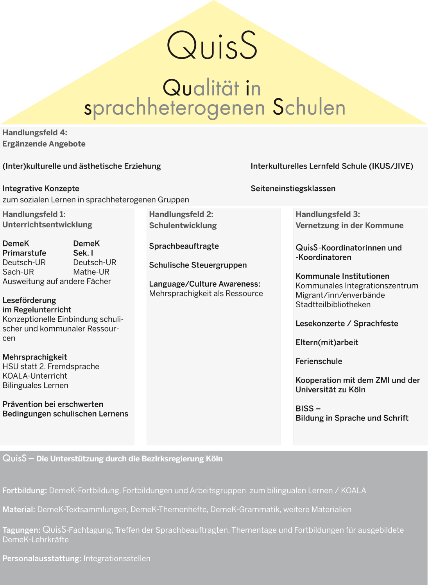 QuisS
Qualität in
sprachheterogenen Schulen
Handlungsfeld 4:
Ergänzende Angebote
(Inter)kulturelle und ästhetische Erziehung
Interkulturelles Lernfeld Schule (IKUS/JIVE)
Integrative Konzepte
zum sozialen Lernen in sprachheterogenen Gruppen
Seiteneinstiegsklassen
Handlungsfeld 1:
Unterrichtsentwicklung
DemeK DemeK
Primarstufe Sek. I
Deutsch-UR Deutsch-UR
Sach-UR Mathe-UR
Ausweitung auf andere Fächer
Leseförderung
im Regelunterricht
Konzeptionelle Einbindung schuli-
scher und kommunaler Ressour-
cen
Mehrsprachigkeit
HSU statt 2. Fremdsprache
KOALA-Unterricht
Bilinguales Lernen
Prävention bei erschwerten
Bedingungen schulischen Lernens
Handlungsfeld 2:
Schulentwicklung
Sprachbeauftragte
Schulische Steuergruppen
Language/Culture Awareness:
Mehrsprachigkeit als Ressource
Handlungsfeld 3:
Vernetzung in der Kommune
QuisS-Koordinatorinnen und
-Koordinatoren
Kommunale Institutionen
Kommunales Integrationszentrum
Migrant/inn/enverbände
Stadtteilbibliotheken
Lesekonzerte / Sprachfeste
Eltern(mit)arbeit
Ferienschule
Kooperation mit dem ZMI und der
Universität zu Köln
BISS –
Bildung in Sprache und Schrift
QuisS – Die Unterstützung durch die Bezirksregierung Köln
Fortbildung: DemeK-Fortbildung, Fortbildungen und Arbeitsgruppen zum bilingualen Lernen / KOALA
Material: DemeK-Textsammlungen, DemeK-Themenhefte, DemeK-Grammatik, weitere Materialien
Tagungen: QuisS-Fachtagung, Treffen der Sprachbeauftragten, Thementage und Fortbildungen für ausgebildete
DemeK-Lehrkräfte
Personalausstattung: Integrationsstellen